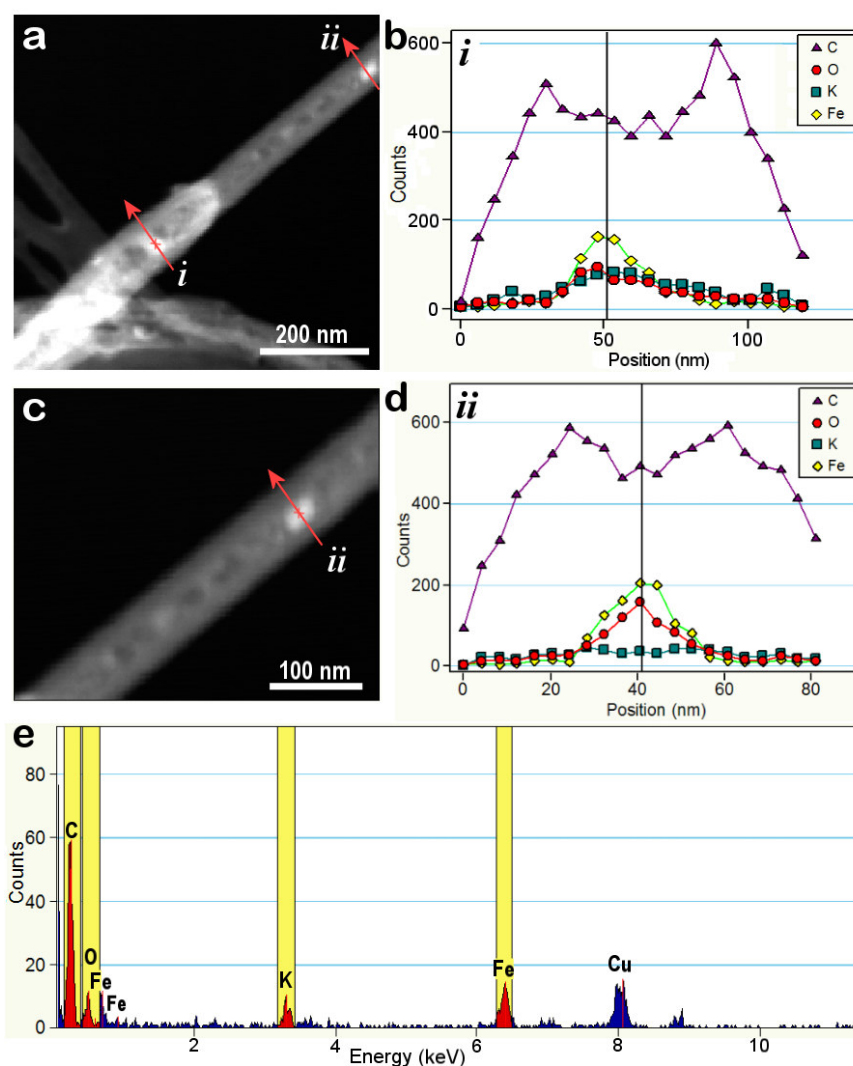 a
ii
i
200 nm
b
i
600
400
200
0
Counts
0
50
100
Position (nm)
C
O
K
Fe
c
ii
100 nm
d
ii
600
400
200
0
Counts
0
20
40
60
80
Position (nm)
C
O
K
Fe
e
80
60
40
20
0
Counts
C
O
Fe
Fe
K
Fe
Cu
2
4
6
8
10
Energy (keV)